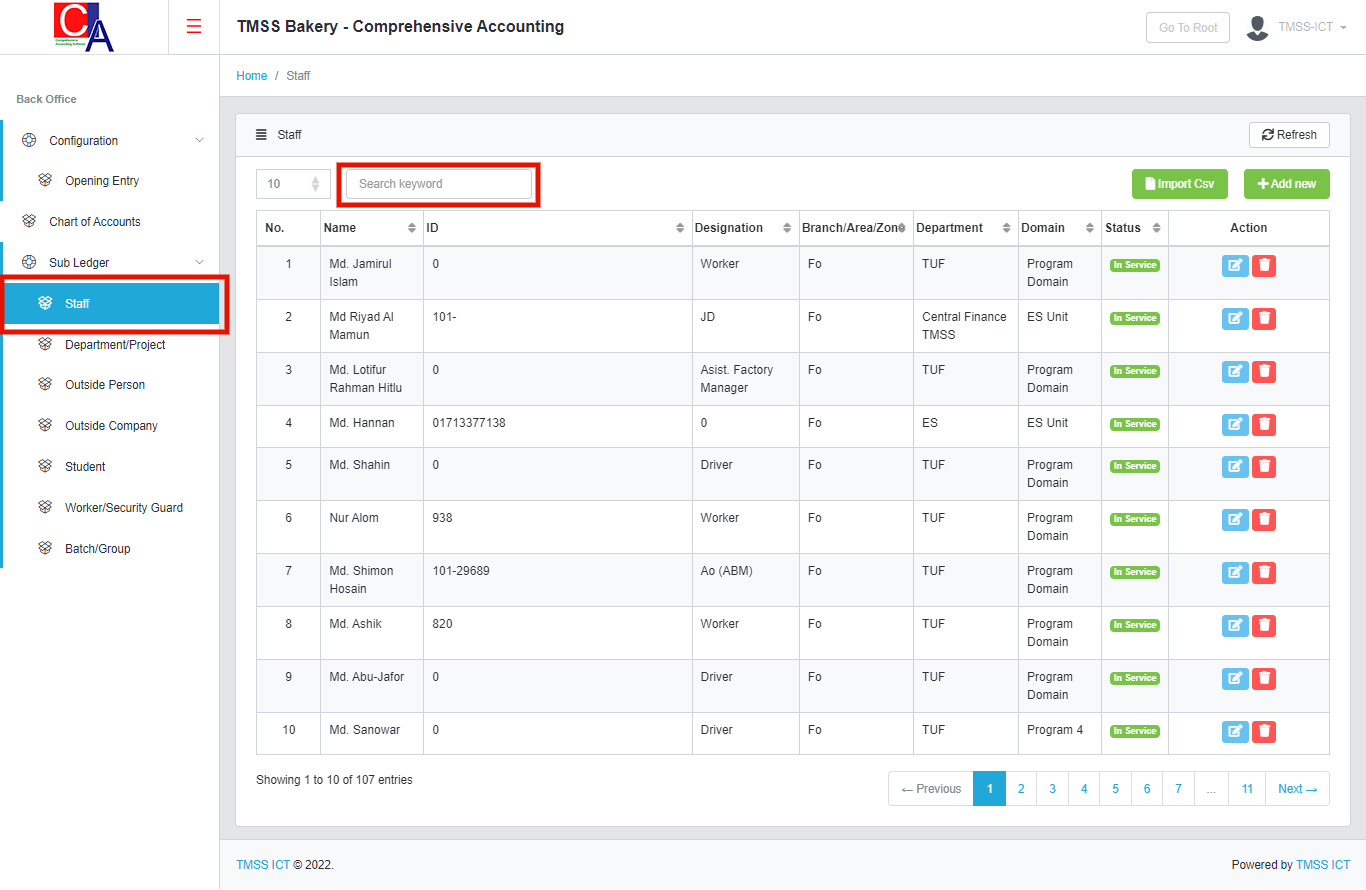 CA
Comprehensive
Accounting Software
TMSS Bakery - Comprehensive Accounting
Go To Root
TMSS-ICT
Home / Staff
Back Office
Configuration
Opening Entry
Chart of Accounts
Sub Ledger
Staff
Department/Project
Outside Person
Outside Company
Student
Worker/Security Guard
Batch/Group
Staff
Refresh
10
Search keyword
Import Csv
Add new
No. Name ID Designation Branch/Area/Zon Department Domain Status Action
1 Md. Jamirul 0 Worker Fo TUF Program In Service
Islam Domain
2 Md Riyad Al 101- JD Fo Central Finance ES Unit In Service
Mamun TMSS
3 Md. Lotifur 0 Asist. Factory Fo TUF Program In Service
Rahman Hitlu Manager Domain
4 Md. Hannan 01713377138 0 Fo ES ES Unit In Service
5 Md. Shahin 0 Driver Fo TUF Program In Service
Domain
6 Nur Alom 938 Worker Fo TUF Program In Service
Domain
7 Md. Shimon 101-29689 Ao (ABM) Fo TUF Program In Service
Hosain Domain
8 Md. Ashik 820 Worker Fo TUF Program In Service
Domain
9 Md. Abu-Jafor 0 Driver Fo TUF Program In Service
Domain
10 Md. Sanowar 0 Driver Fo TUF Program 4 In Service
Showing 1 to 10 of 107 entries
← Previous 1 2 3 4 5 6 7 ... 11 Next →
TMSS ICT © 2022.
Powered by TMSS ICT